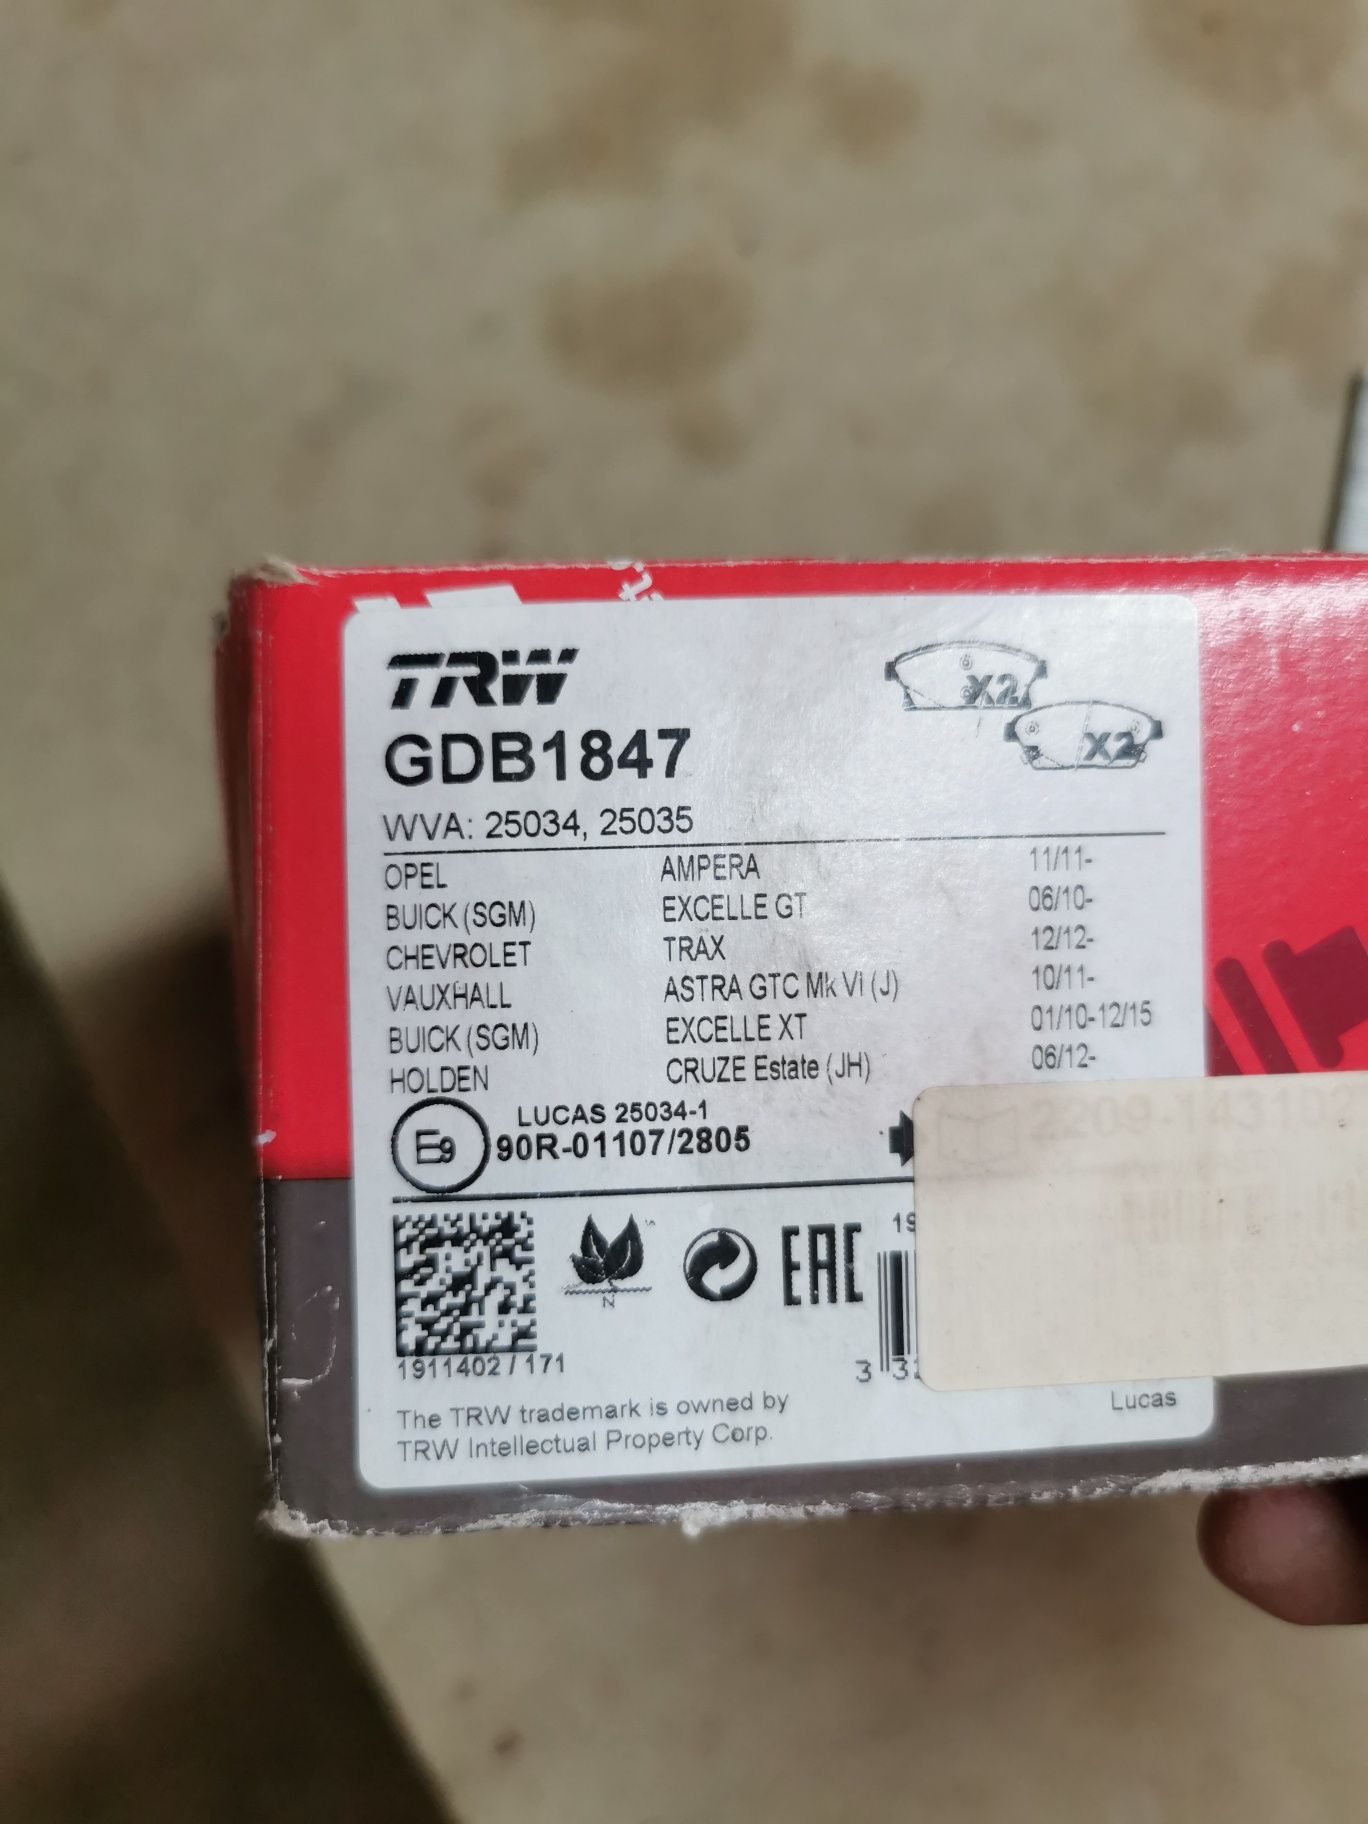 TRW
X2
X2
GDB1847
WVA: 25034, 25035
OPEL AMPERA 11/11-
BUICK (SGM) EXCELLE GT 06/10-
CHEVROLET TRAX 12/12-
VAUXHALL ASTRA GTC Mk VI (J) 10/11-
BUICK (SGM) EXCELLE XT 01/10-12/15
HOLDEN CRUZE Estate (JH) 06/12-
LUCAS 25034-1
E9 90R-01107/2805
N
EAC
19
1911402 / 171
3
The TRW trademark is owned by
TRW Intellectual Property Corp.
Lucas